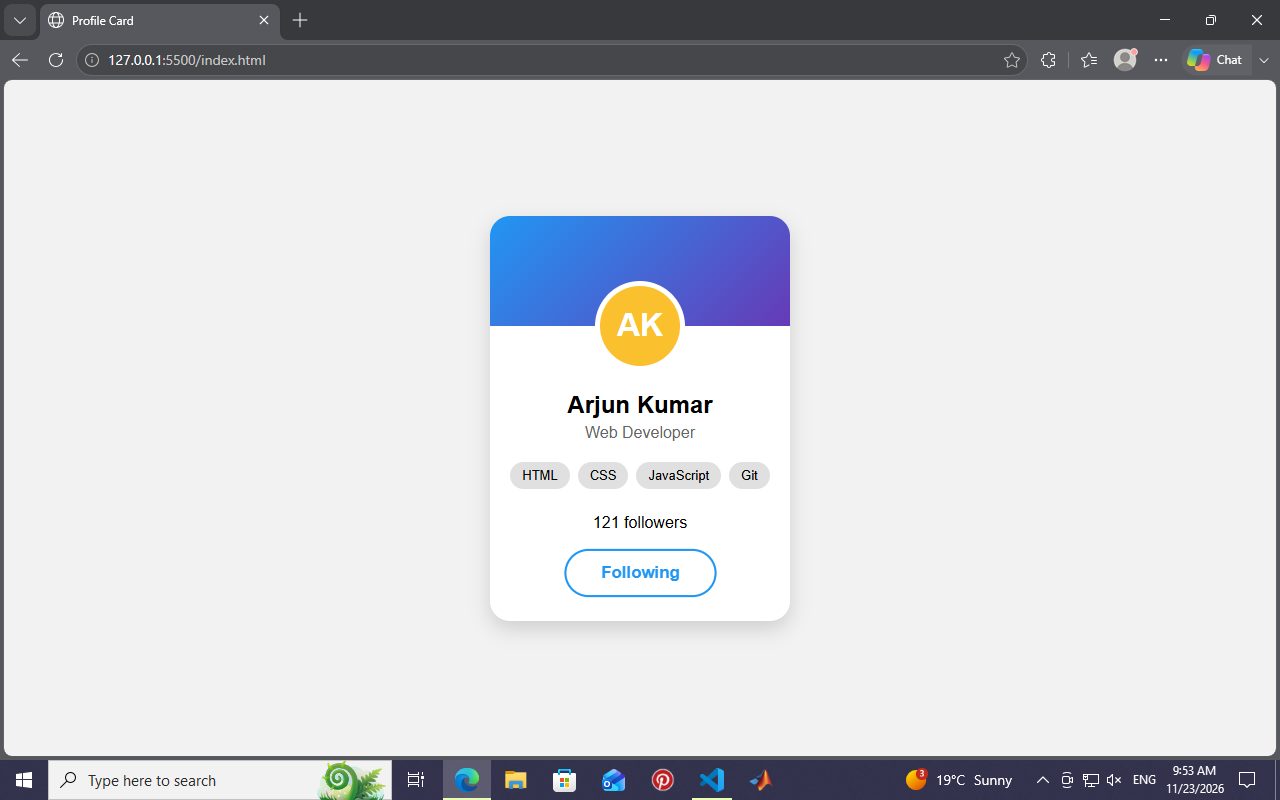 Profile Card
127.0.0.1:5500/index.html
Chat
AK
Arjun Kumar
Web Developer
HTML CSS JavaScript Git
121 followers
Following
Type here to search
3
19°C Sunny
ENG
9:53 AM
11/23/2026